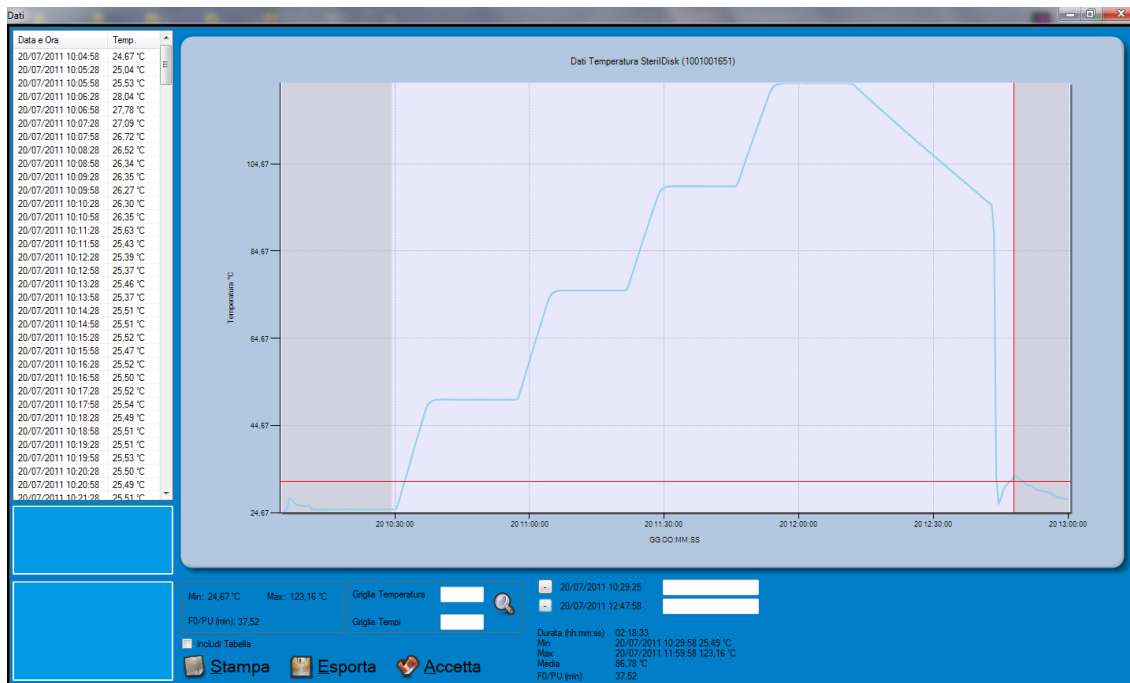 Dati
Data e Ora Temp.
20/07/2011 10:04:58 24,67 °C
20/07/2011 10:05:28 25,04 °C
20/07/2011 10:05:58 25,53 °C
20/07/2011 10:06:28 28,04 °C
20/07/2011 10:06:58 27,78 °C
20/07/2011 10:07:28 27,09 °C
20/07/2011 10:07:58 26,72 °C
20/07/2011 10:08:28 26,52 °C
20/07/2011 10:08:58 26,34 °C
20/07/2011 10:09:28 26,35 °C
20/07/2011 10:09:58 26,27 °C
20/07/2011 10:10:28 26,30 °C
20/07/2011 10:10:58 26,35 °C
20/07/2011 10:11:28 25,63 °C
20/07/2011 10:11:58 25,43 °C
20/07/2011 10:12:28 25,39 °C
20/07/2011 10:12:58 25,37 °C
20/07/2011 10:13:28 25,46 °C
20/07/2011 10:13:58 25,37 °C
20/07/2011 10:14:28 25,51 °C
20/07/2011 10:14:58 25,51 °C
20/07/2011 10:15:28 25,52 °C
20/07/2011 10:15:58 25,47 °C
20/07/2011 10:16:28 25,52 °C
20/07/2011 10:16:58 25,50 °C
20/07/2011 10:17:28 25,52 °C
20/07/2011 10:17:58 25,54 °C
20/07/2011 10:18:28 25,49 °C
20/07/2011 10:18:58 25,51 °C
20/07/2011 10:19:28 25,51 °C
20/07/2011 10:19:58 25,53 °C
20/07/2011 10:20:28 25,50 °C
20/07/2011 10:20:58 25,49 °C
20/07/2011 10:21:28 25,51 °C
Dati Temperatura SterilDisk (1001001651)
104,67
84,67
Temperatura °C
64,67
44,67
24,67
20 10:30:00 20 11:00:00 20 11:30:00 20 12:00:00 20 12:30:00 20 13:00:00
GG OO:MM:SS
Min: 24,67 °C Max: 123,16 °C
F0/PU (min): 37,52
Griglia Temperatura
Griglia Tempi
- 20/07/2011 10:29:25
- 20/07/2011 12:47:58
Durata (hh:mm:ss) 02:18:33
Min 20/07/2011 10:29:58 25,49 °C
Max 20/07/2011 11:59:58 123,16 °C
Media 86,78 °C
F0/PU (min) 37,52
Includi Tabella
Stampa Esporta Accetta